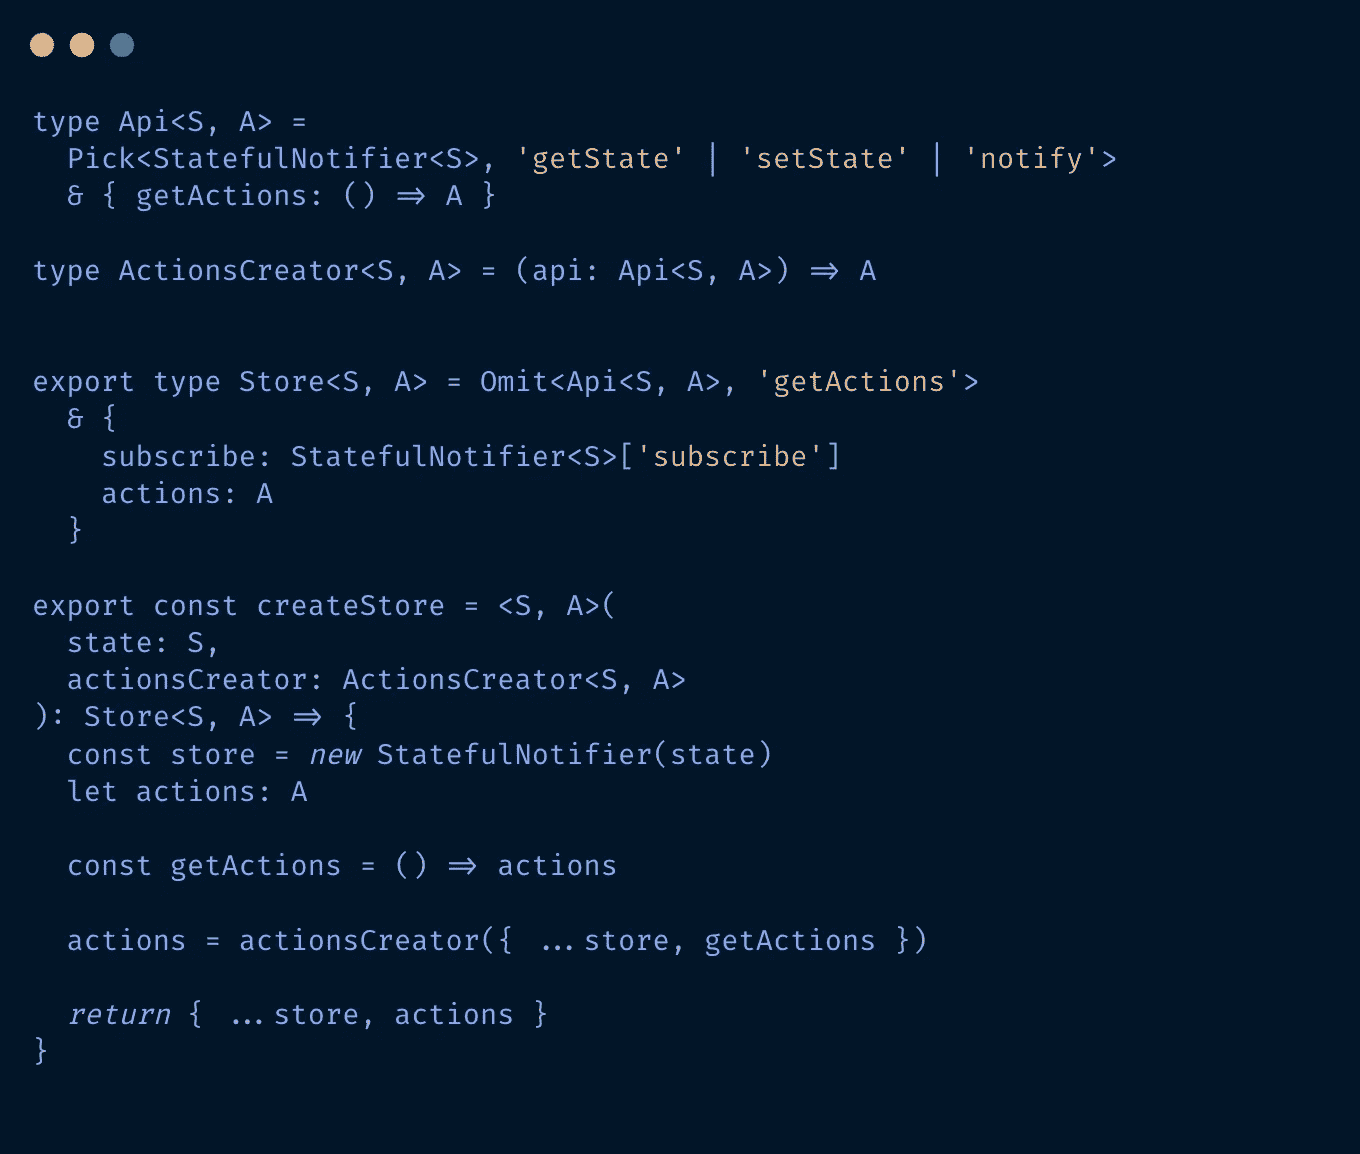 type Api<S, A> =
  Pick<StatefulNotifier<S>, 'getState' | 'setState' | 'notify'>
  & { getActions: () => A }

type ActionsCreator<S, A> = (api: Api<S, A>) => A

export type Store<S, A> = Omit<Api<S, A>, 'getActions'>
  & {
    subscribe: StatefulNotifier<S>['subscribe']
    actions: A
  }

export const createStore = <S, A>(
  state: S,
  actionsCreator: ActionsCreator<S, A>
): Store<S, A> => {
  const store = new StatefulNotifier(state)
  let actions: A

  const getActions = () => actions

  actions = actionsCreator({ ...store, getActions })

  return { ...store, actions }
}